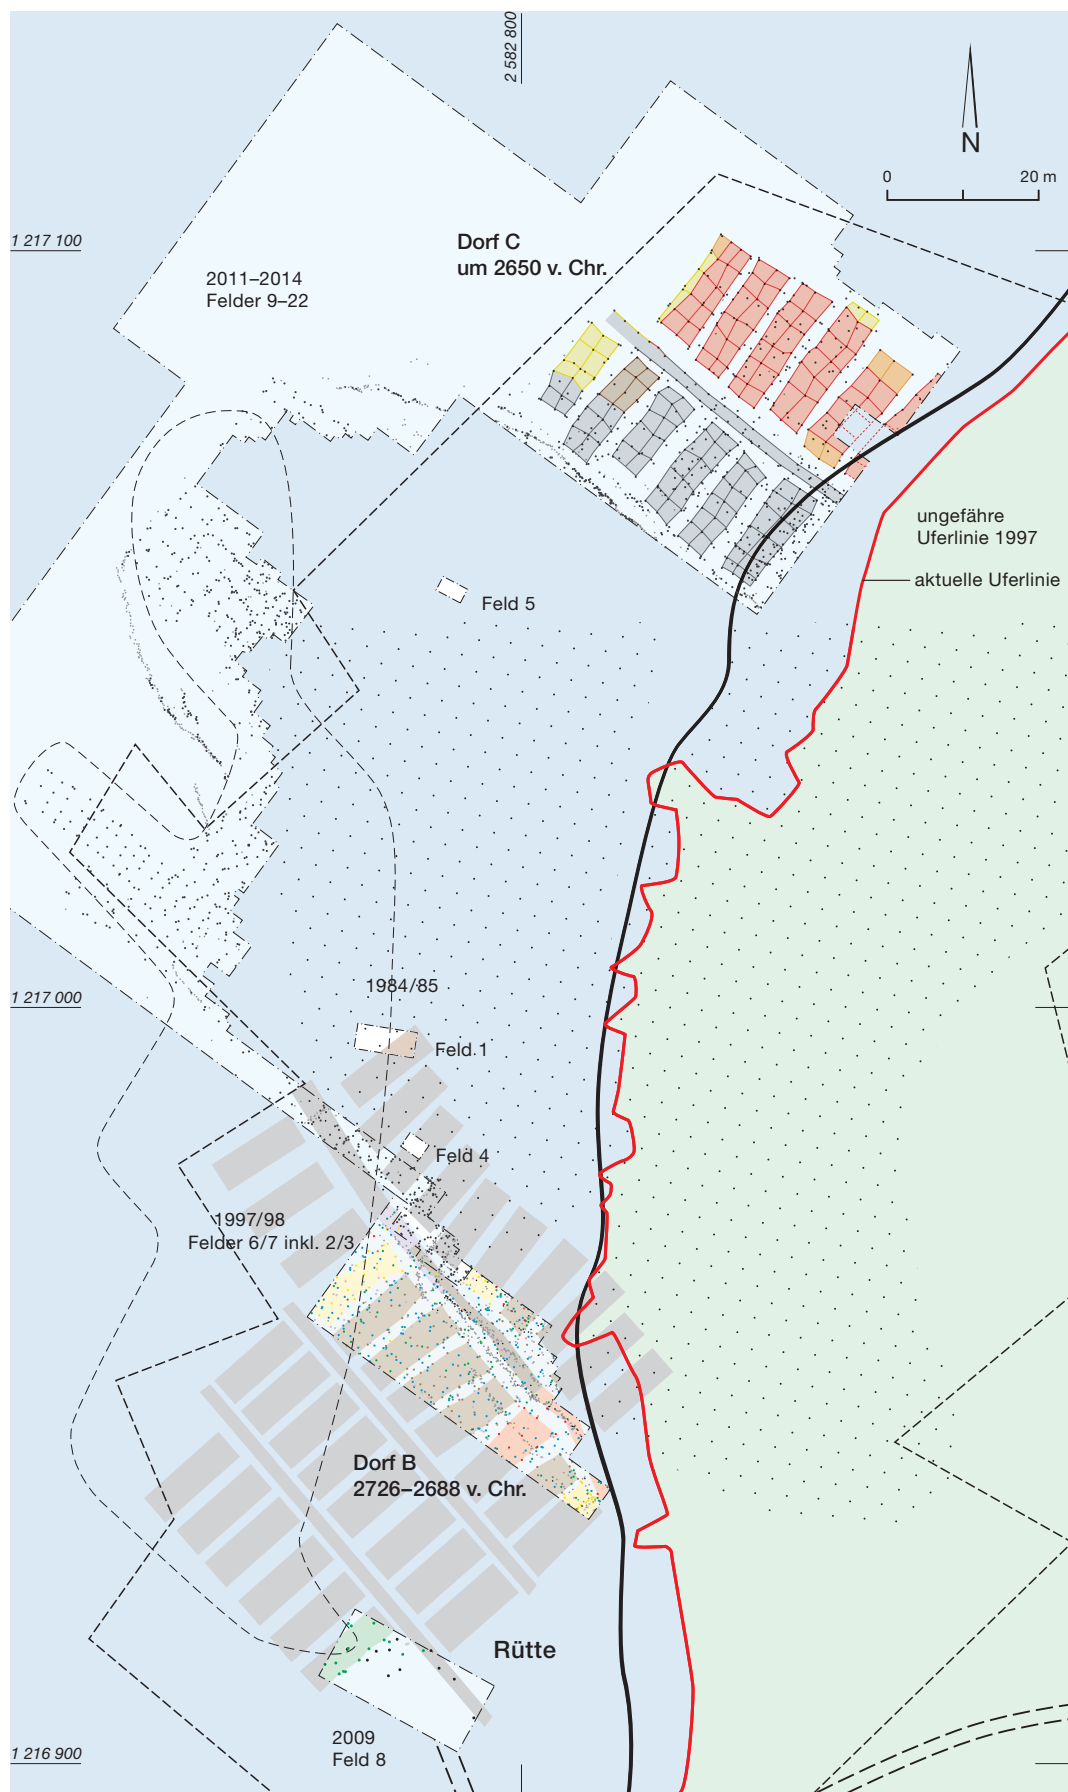 2 582 800
N
0 20 m
1 217 100
Dorf C
um 2650 v. Chr.
2011–2014
Felder 9–22
ungefähre
Uferlinie 1997
aktuelle Uferlinie
Feld 5
1984/85
1 217 000
Feld 1
Feld 4
1997/98
Felder 6/7 inkl. 2/3
Dorf B
2726–2688 v. Chr.
Rütte
2009
Feld 8
1 216 900